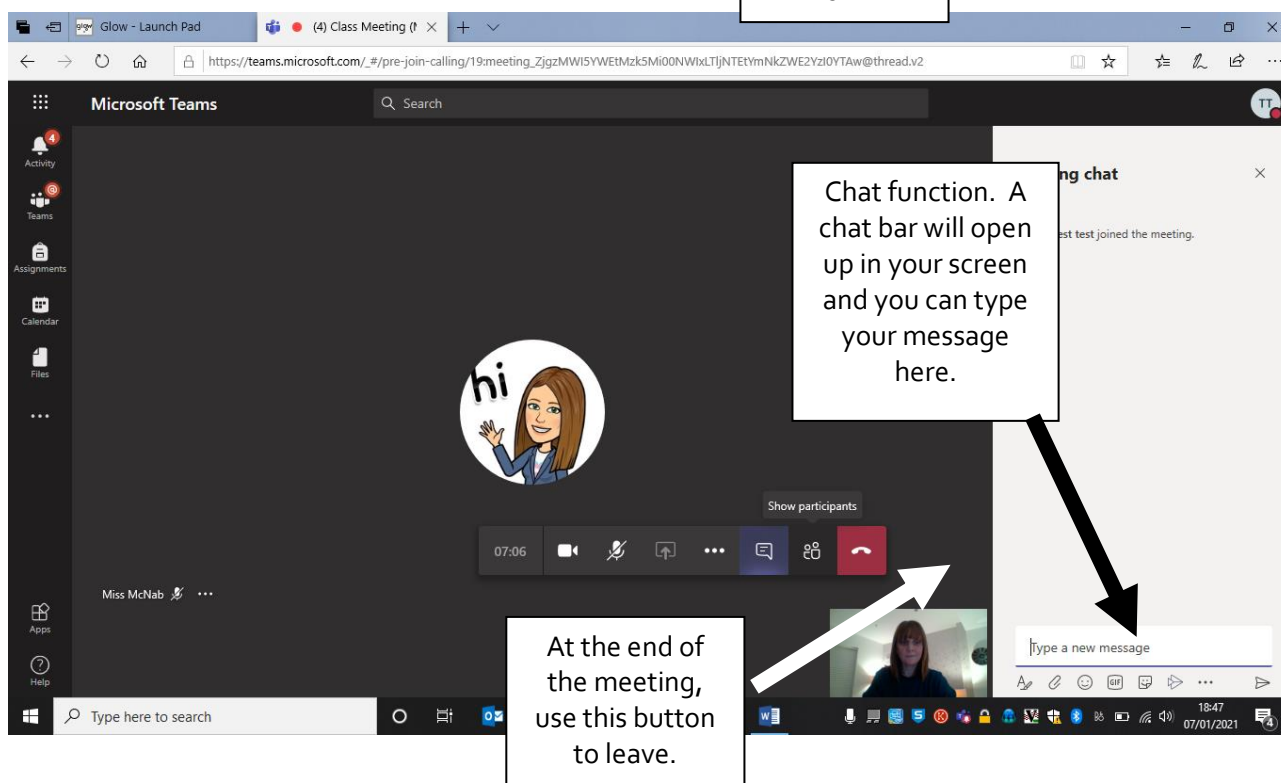 Glow - Launch Pad
(4) Class Meeting (
https://teams.microsoft.com/_#/pre-join-calling/19:meeting_ZjgzMWI5YWEtMzk5Mi00NWIxLTljNTEtYmNkZWE2YzI0YTAw@thread.v2
Microsoft Teams
Search
TT
4
Activity
Teams
Assignments
Calendar
Files
Apps
Help
hi
Show participants
07:06
Miss McNab
ng chat
est test joined the meeting.
Chat function. A
chat bar will open
up in your screen
and you can type
your message
here.
At the end of
the meeting,
use this button
to leave.
Type a new message
GIF
Type here to search
18:47
07/01/2021
4